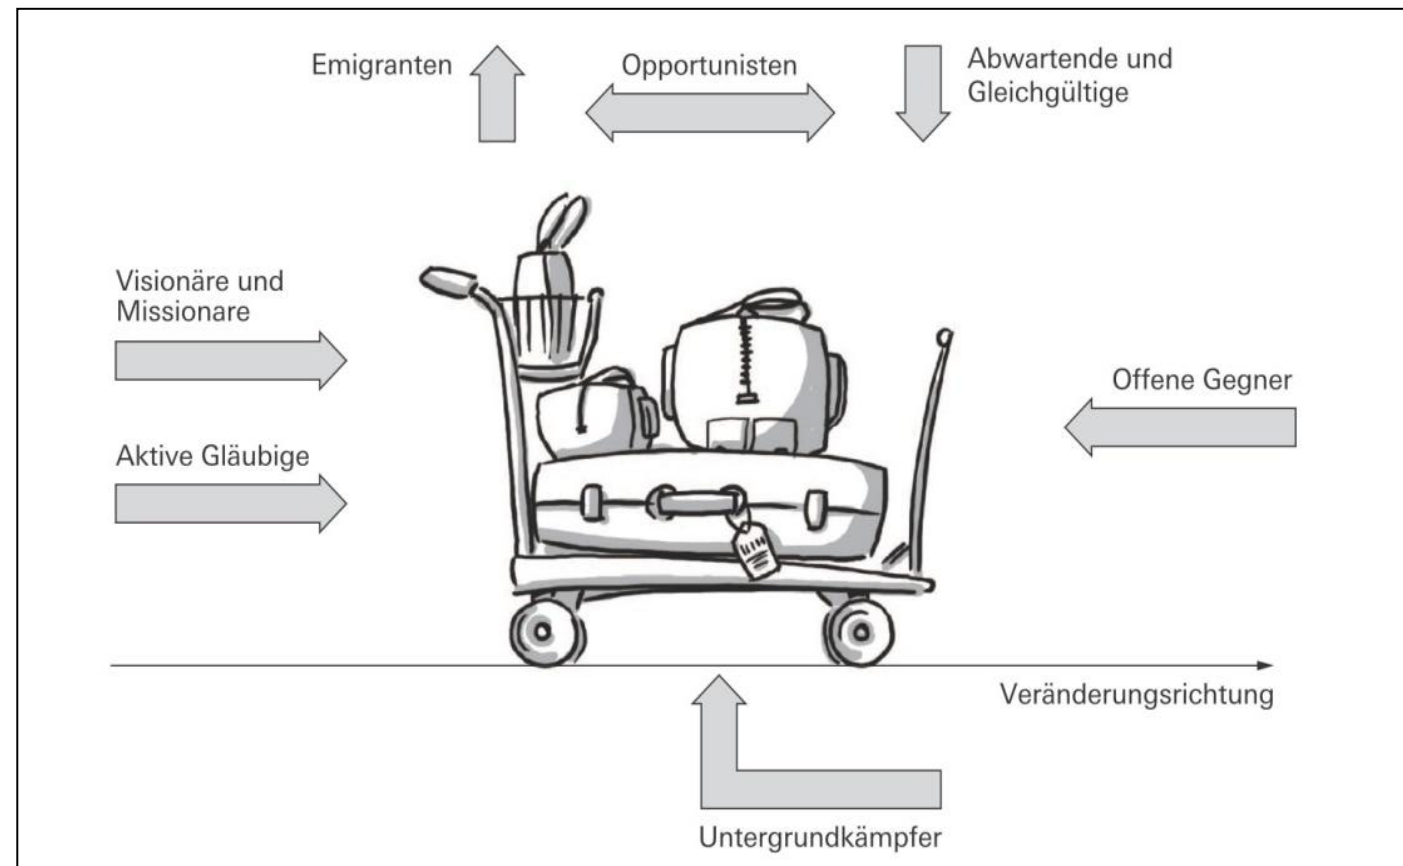 Emigranten
Opportunisten
Abwartende und
Gleichgültige
Visionäre und
Missionare
Offene Gegner
Aktive Gläubige
Veränderungsrichtung
Untergrundkämpfer